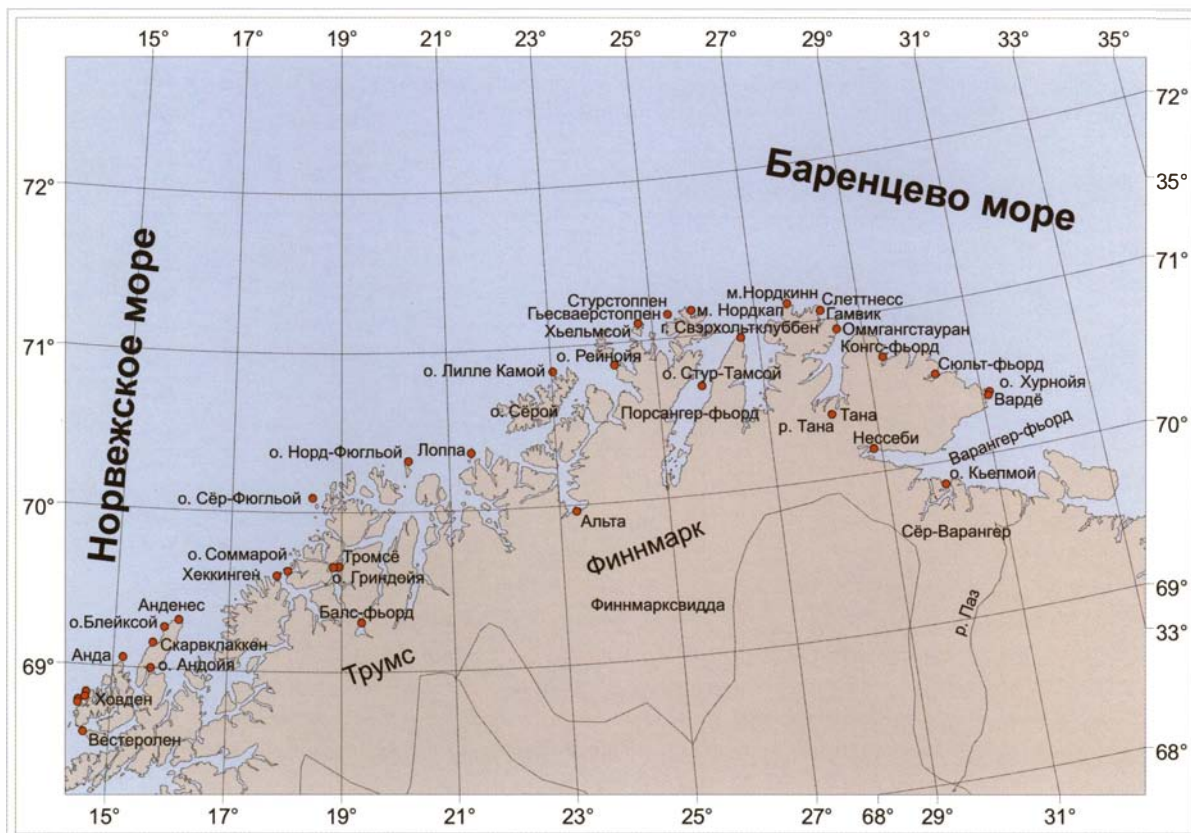 15° 17° 19° 21° 23° 25° 27° 29° 31° 33° 35°
72°
72°
35°
Баренцево море
Норвежское море
71°
м.Нордкинн
Слеттнесс
Стурстоппен
Гьесваерстоппен
м. Нордкап
Гамвик
Хьельмсой
г. Свэрхольтклуббен
Оммгангстауран
71°
о. Рейнойя
Конгс-фьорд
Сюльт-фьорд
о. Лилле Камой
о. Стур-Тамсой
о. Хурнойя
Вардё
о. Сёрой
Порсангер-фьорд
Тана
р. Тана
70°
Нессеби
Варангер-фьорд
о. Норд-Фюгльой
Лоппа
о. Кьелмой
о. Сёр-Фюгльой
70°
Альта
Сёр-Варангер
Финнмарк
о. Соммарой
Тромсё
Хеккинген
о. Гриндойя
69°
Финнмарксвидда
р. Паз
Анденес
Балс-фьорд
о.Блейксой
33°
Скарвклаккен
Анда
о. Андойя
Трумс
69°
Ховден
Вестеролен
68°
15° 17° 19° 21° 23° 25° 27° 68° 29° 31°